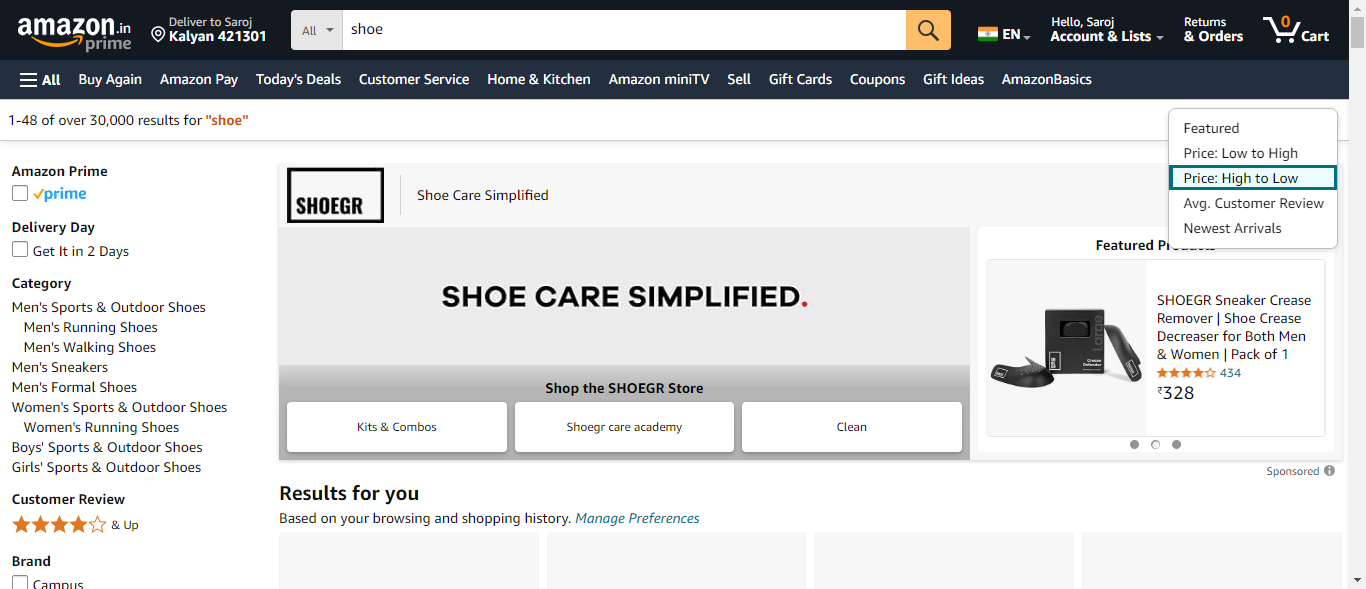 amazon.in
prime
Deliver to Saroj
Kalyan 421301
All
shoe
EN
Hello, Saroj
Account & Lists
Returns
& Orders
0
Cart
All
Buy Again
Amazon Pay
Today's Deals
Customer Service
Home & Kitchen
Amazon miniTV
Sell
Gift Cards
Coupons
Gift Ideas
AmazonBasics
1-48 of over 30,000 results for "shoe"
Featured
Price: Low to High
Price: High to Low
Avg. Customer Review
Newest Arrivals
Amazon Prime
prime
Delivery Day
Get It in 2 Days
Category
Men's Sports & Outdoor Shoes
Men's Running Shoes
Men's Walking Shoes
Men's Sneakers
Men's Formal Shoes
Women's Sports & Outdoor Shoes
Women's Running Shoes
Boys' Sports & Outdoor Shoes
Girls' Sports & Outdoor Shoes
Customer Review
& Up
Brand
Campus
SHOEGR
Shoe Care Simplified
SHOE CARE SIMPLIFIED.
Shop the SHOEGR Store
Kits & Combos
Shoegr care academy
Clean
Featured Products
Large
Crease
Defender
SHOEGR Sneaker Crease
Remover | Shoe Crease
Decreaser for Both Men
& Women | Pack of 1
434
₹328
Sponsored
Results for you
Based on your browsing and shopping history. Manage Preferences